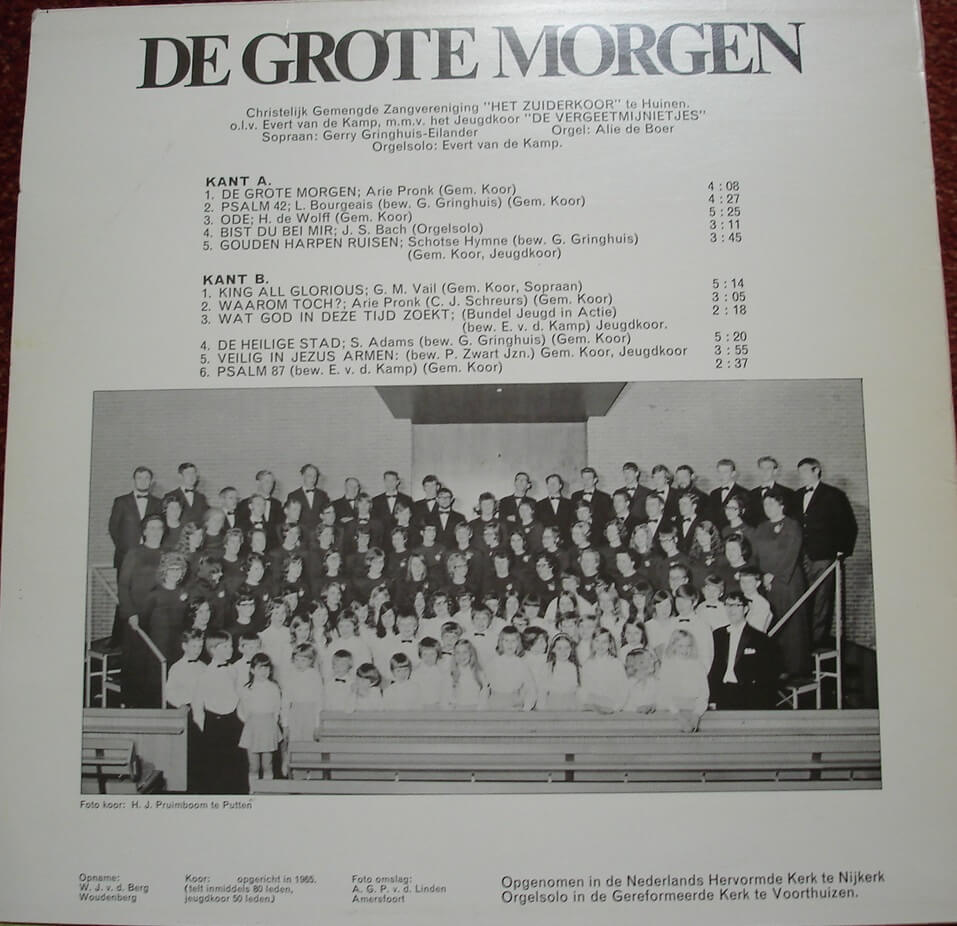 DE GROTE MORGEN
Christelijk Gemengde Zangvereniging "HET ZUIDERKOOR" te Huinen.
o.l.v. Evert van de Kamp, m.m.v. het Jeugdkoor "DE VERGEETMIJNIETJES"
Sopraan: Gerry Gringhuis-Eilander Orgel: Alie de Boer
Orgelsolo: Evert van de Kamp.
KANT A.
1. DE GROTE MORGEN; Arie Pronk (Gem. Koor) 4 : 08
2. PSALM 42; L. Bourgeais (bew. G. Gringhuis) (Gem. Koor) 4 : 27
3. ODE; H. de Wolff (Gem. Koor) 5 : 25
4. BIST DU BEI MIR; J. S. Bach (Orgelsolo) 3 : 11
5. GOUDEN HARPEN RUISEN; Schotse Hymne (bew. G. Gringhuis) 3 : 45
(Gem. Koor, Jeugdkoor)
KANT B.
1. KING ALL GLORIOUS; G. M. Vail (Gem. Koor, Sopraan) 5 : 14
2. WAAROM TOCH?; Arie Pronk (C. J. Schreurs) (Gem. Koor) 3 : 05
3. WAT GOD IN DEZE TIJD ZOEKT; (Bundel Jeugd in Actie) 2 : 18
(bew. E. v. d. Kamp) Jeugdkoor.
4. DE HEILIGE STAD; S. Adams (bew. G. Gringhuis) (Gem. Koor) 5 : 20
5. VEILIG IN JEZUS ARMEN: (bew. P. Zwart Jzn.) Gem. Koor, Jeugdkoor 3 : 55
6. PSALM 87 (bew. E. v. d. Kamp) (Gem. Koor) 2 : 37
Foto koor: H. J. Pruimboom te Putten
Opname:
W. J. v. d. Berg
Woudenberg
Koor: opgericht in 1965.
(telt inmiddels 80 leden,
jeugdkoor 50 leden)
Foto omslag:
A. G. P. v. d. Linden
Amersfoort
Opgenomen in de Nederlands Hervormde Kerk te Nijkerk
Orgelsolo in de Gereformeerde Kerk te Voorthuizen.